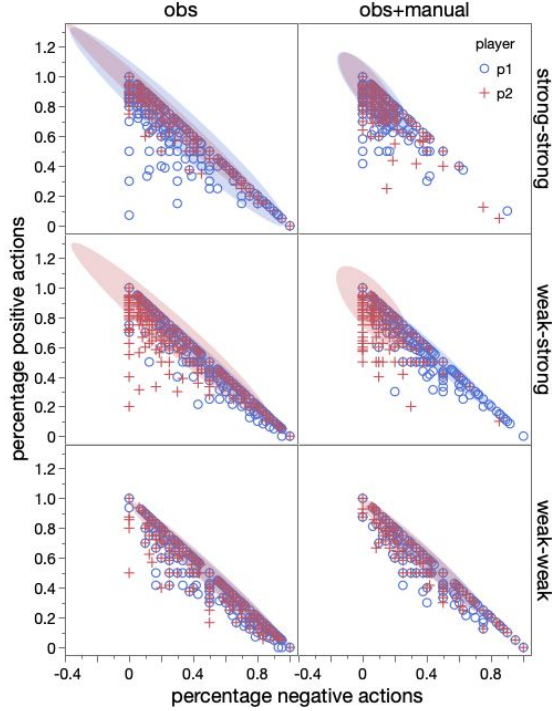 obs obs+manual
1.2
1.0
0.8
0.6
0.4
0.2
0
player
p1
p2
strong-strong
1.2
1.0
0.8
0.6
0.4
0.2
0
weak-strong
1.2
1.0
0.8
0.6
0.4
0.2
0
weak-weak
percentage positive actions
-0.4 0 0.4 0.8 -0.4 0 0.4 0.8
percentage negative actions